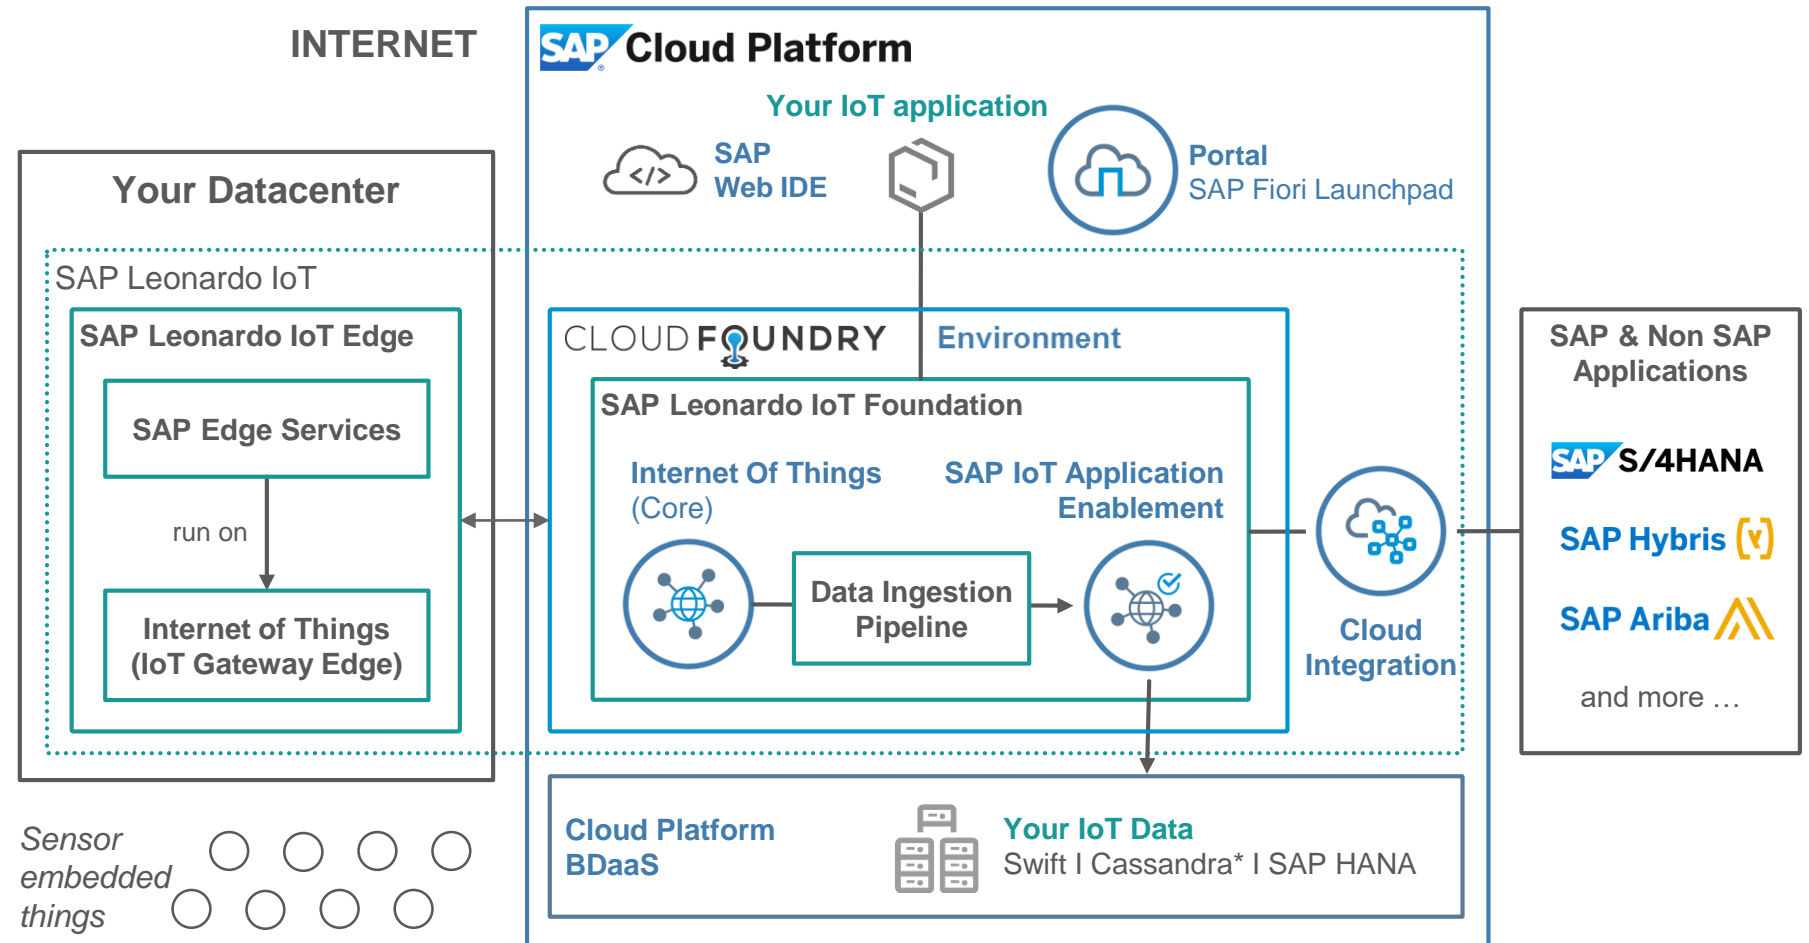 INTERNET
SAP® Cloud Platform
Your IoT application
SAP
Web IDE
</>
Portal
SAP Fiori Launchpad
Your Datacenter
SAP Leonardo IoT
SAP Leonardo IoT Edge
SAP Edge Services
run on
Internet of Things
(IoT Gateway Edge)
CLOUD FOUNDRY Environment
SAP Leonardo IoT Foundation
Internet Of Things
(Core)
SAP IoT Application
Enablement
Data Ingestion
Pipeline
Cloud
Integration
SAP & Non SAP
Applications
SAP S/4HANA
SAP Hybris
SAP Ariba
and more …
Sensor
embedded
things
Cloud Platform
BDaaS
Your IoT Data
Swift I Cassandra* I SAP HANA